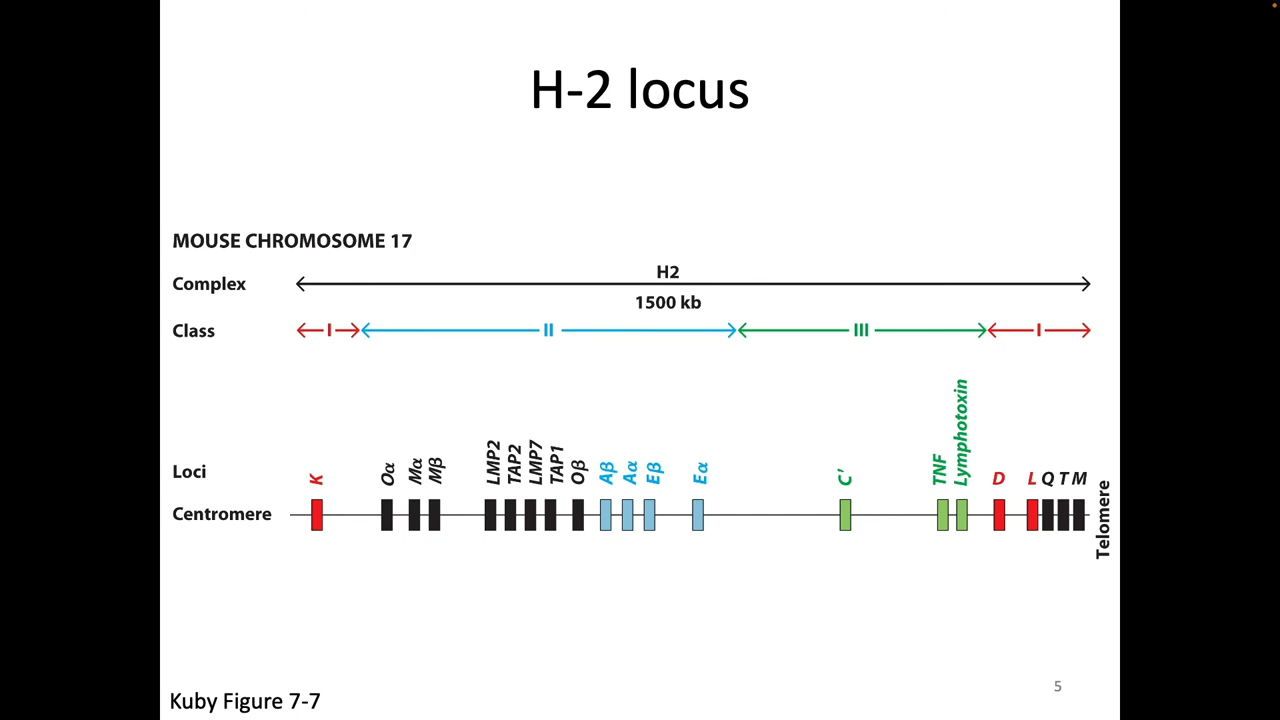 H-2 locus
MOUSE CHROMOSOME 17
Complex
H2
1500 kb
Class
I
II
III
I
Loci
K
Oα
Mα
Mβ
LMP2
TAP2
LMP7
TAP1
Oβ
Aβ
Aα
Eβ
Eα
C′
TNF
Lymphotoxin
D
L
Q
T
M
Centromere
Telomere
Kuby Figure 7-7
5